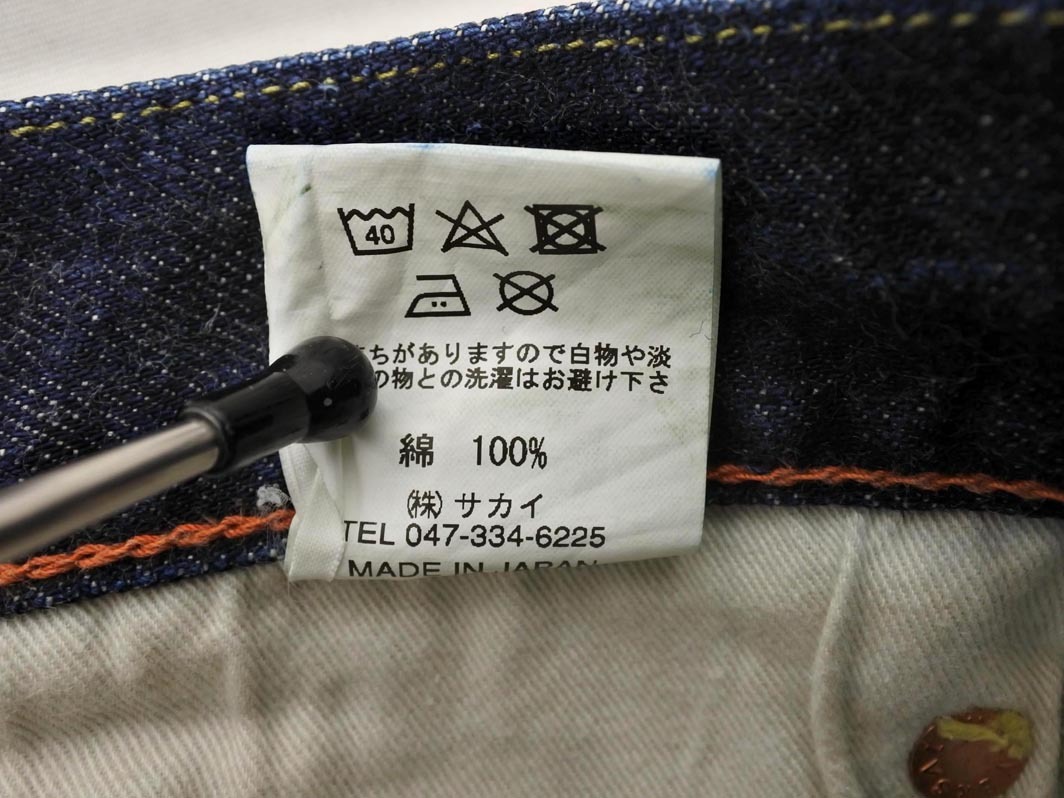 40
ちがありますので白物や淡
の物との洗濯はお避け下さ
綿 100%
(株)サカイ
TEL 047-334-6225
MADE IN JAPAN